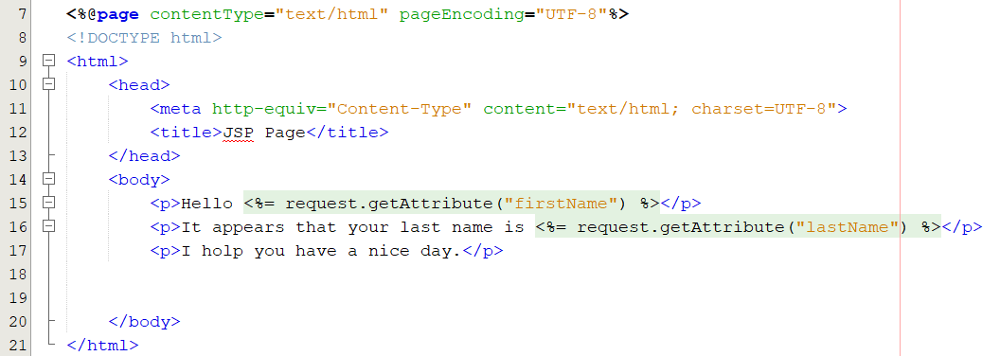 7 <%@page contentType="text/html" pageEncoding="UTF-8"%>
8 <!DOCTYPE html>
9 <html>
10 <head>
11 <meta http-equiv="Content-Type" content="text/html; charset=UTF-8">
12 <title>JSP Page</title>
13 </head>
14 <body>
15 <p>Hello <%= request.getAttribute("firstName") %></p>
16 <p>It appears that your last name is <%= request.getAttribute("lastName") %></p>
17 <p>I holp you have a nice day.</p>
18
19
20 </body>
21 </html>